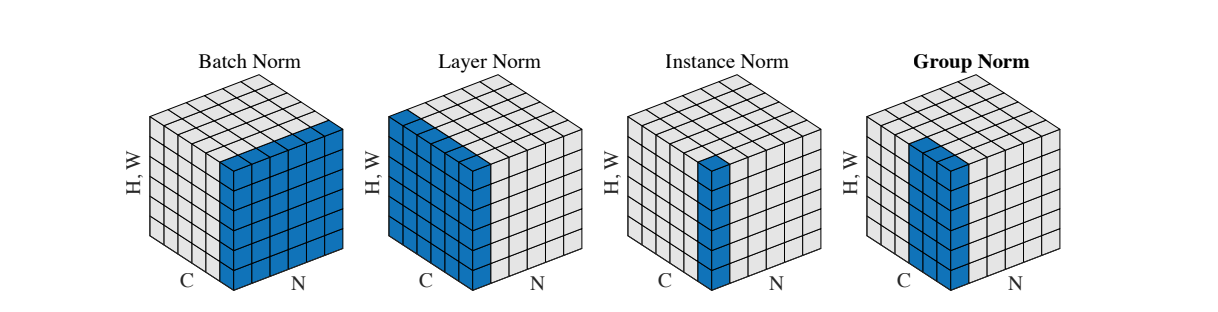 Batch Norm
Layer Norm
Instance Norm
Group Norm
H, W
C
N
H, W
C
N
H, W
C
N
H, W
C
N